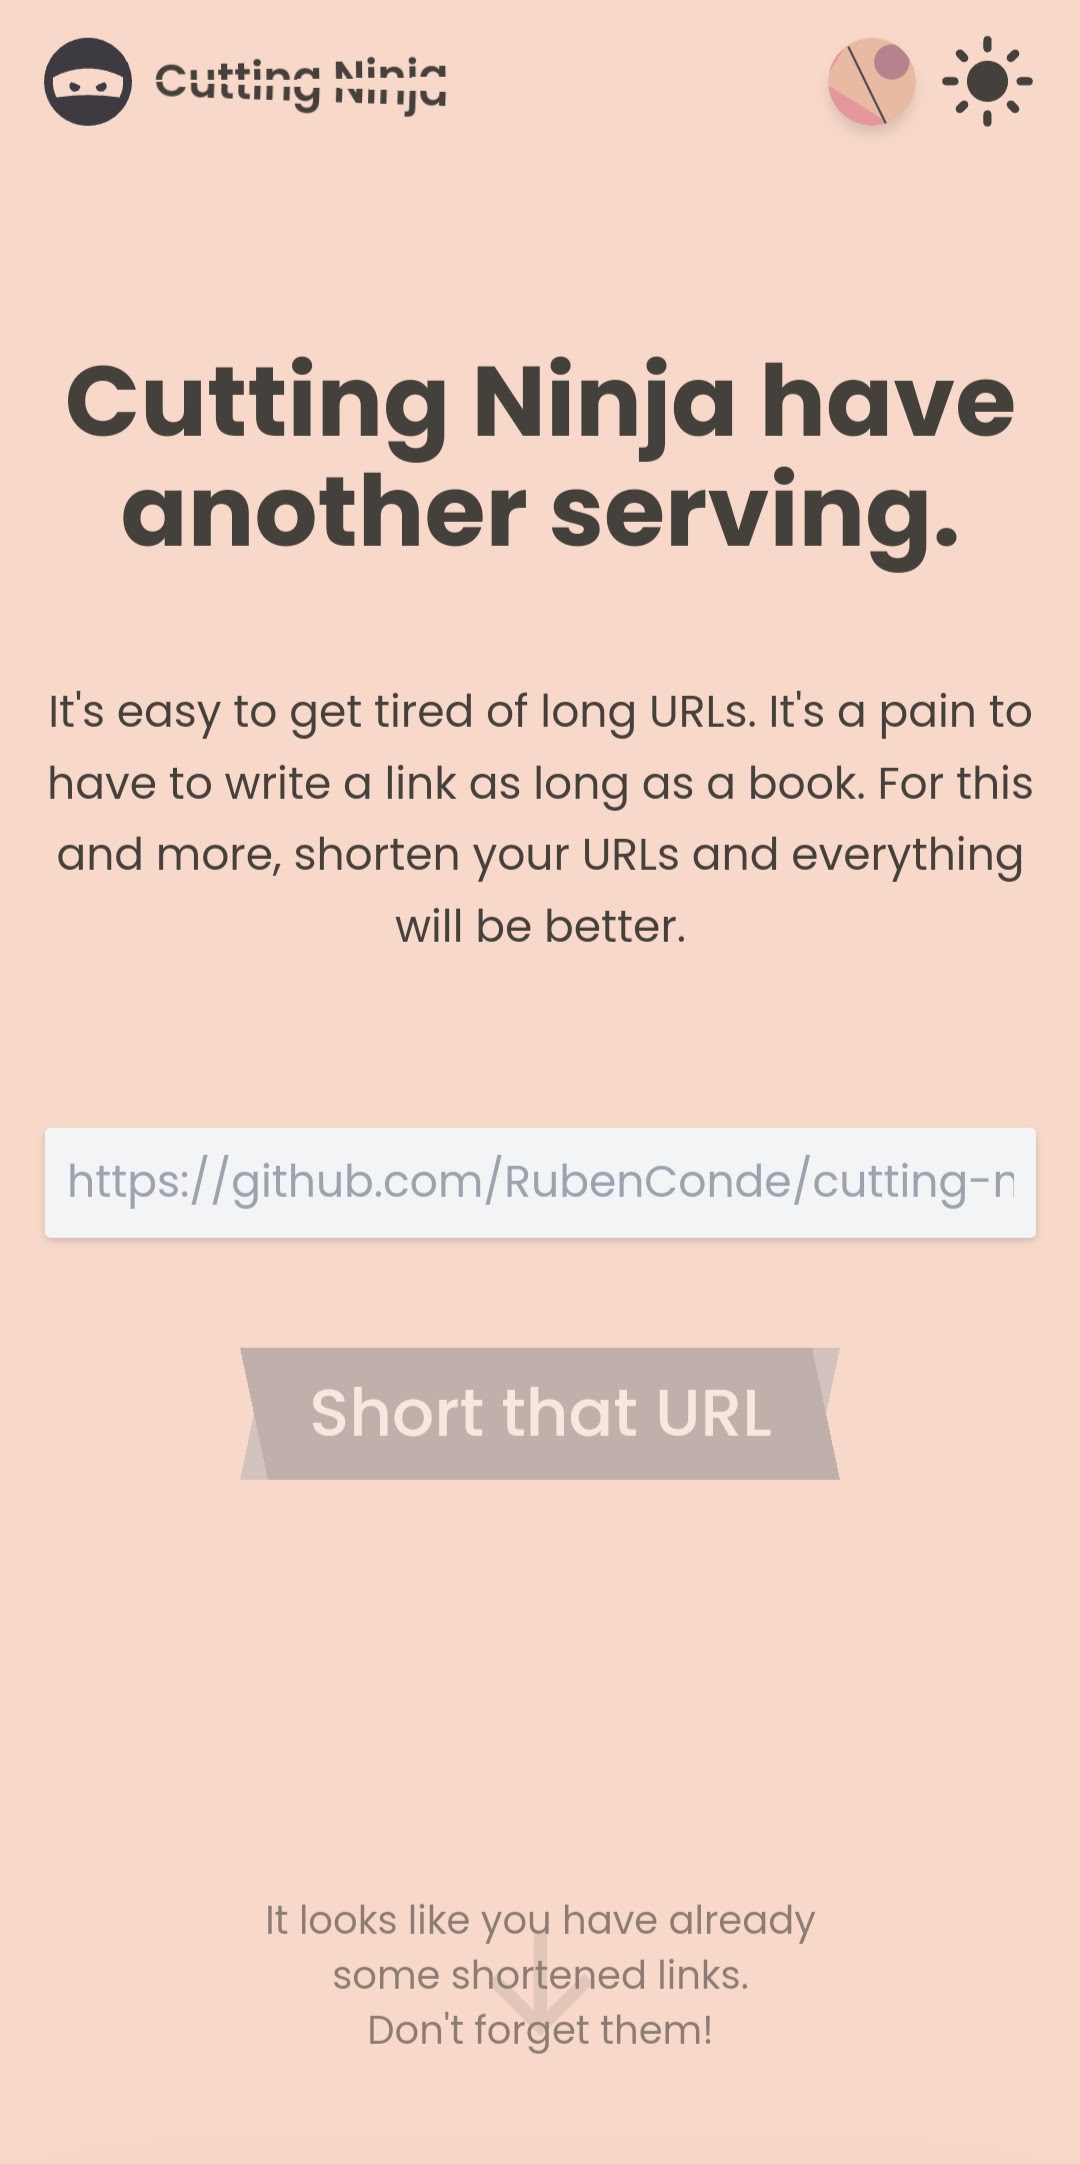 Cutting Ninja
Cutting Ninja have
another serving.
It's easy to get tired of long URLs. It's a pain to
have to write a link as long as a book. For this
and more, shorten your URLs and everything
will be better.
https://github.com/RubenConde/cutting-n
Short that URL
It looks like you have already
some shortened links.
Don't forget them!